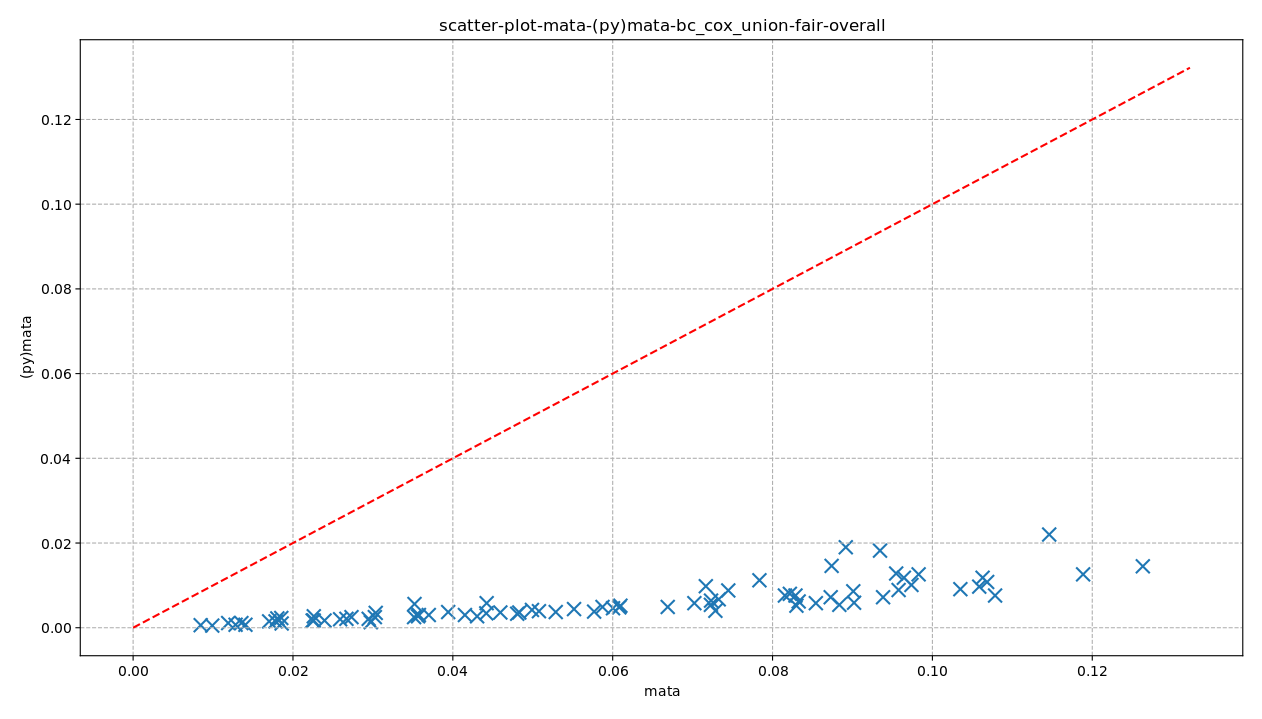 scatter-plot-mata-(py)mata-bc_cox_union-fair-overall
0.12
0.10
0.08
0.06
0.04
0.02
0.00
(py)mata
0.00 0.02 0.04 0.06 0.08 0.10 0.12
mata